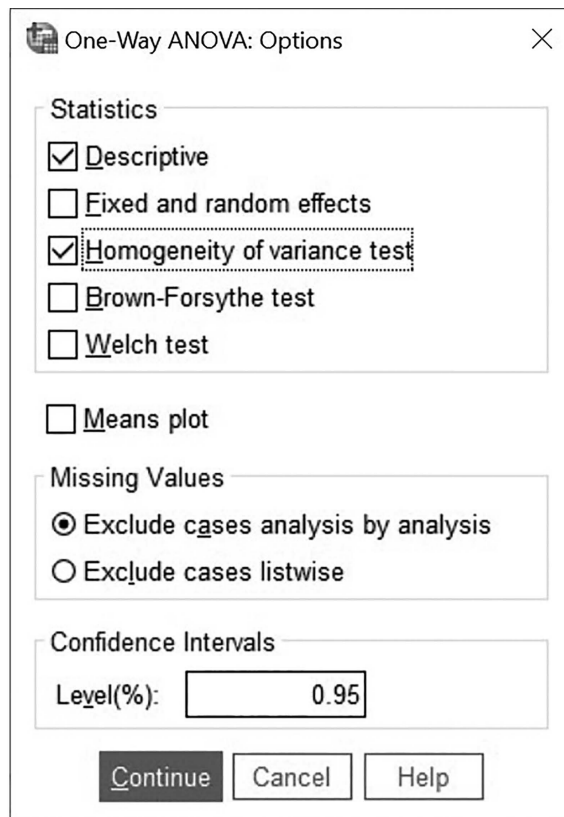 One-Way ANOVA: Options
Statistics
Descriptive
Fixed and random effects
Homogeneity of variance test
Brown-Forsythe test
Welch test
Means plot
Missing Values
Exclude cases analysis by analysis
Exclude cases listwise
Confidence Intervals
Level(%): 0.95
Continue Cancel Help